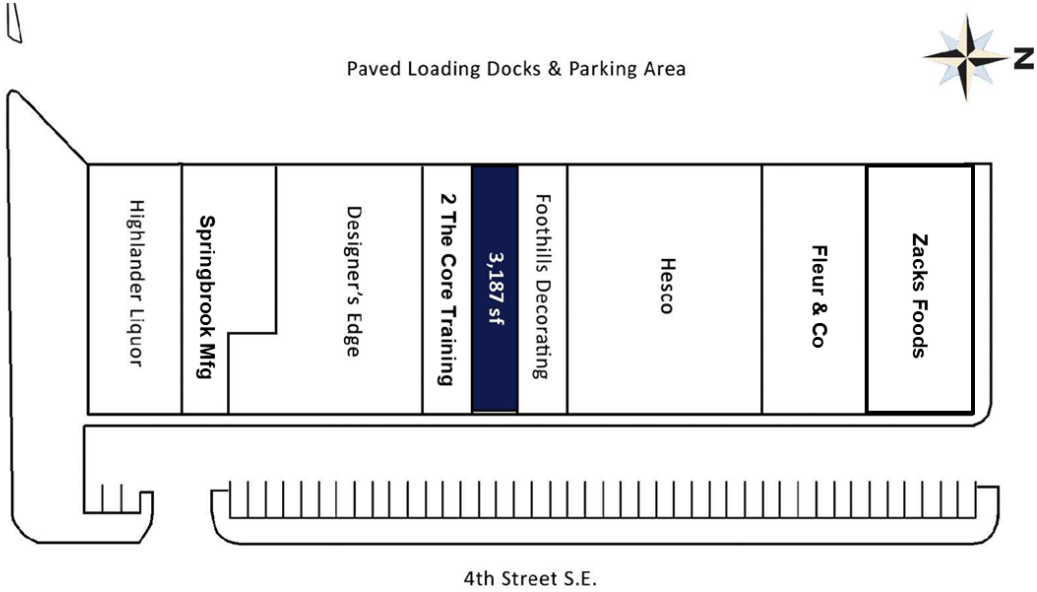 Paved Loading Docks & Parking Area
N
Highlander Liquor
Springbrook Mfg
Designer's Edge
2 The Core Training
3,187 sf
Foothills Decorating
Hesco
Fleur & Co
Zacks Foods
4th Street S.E.